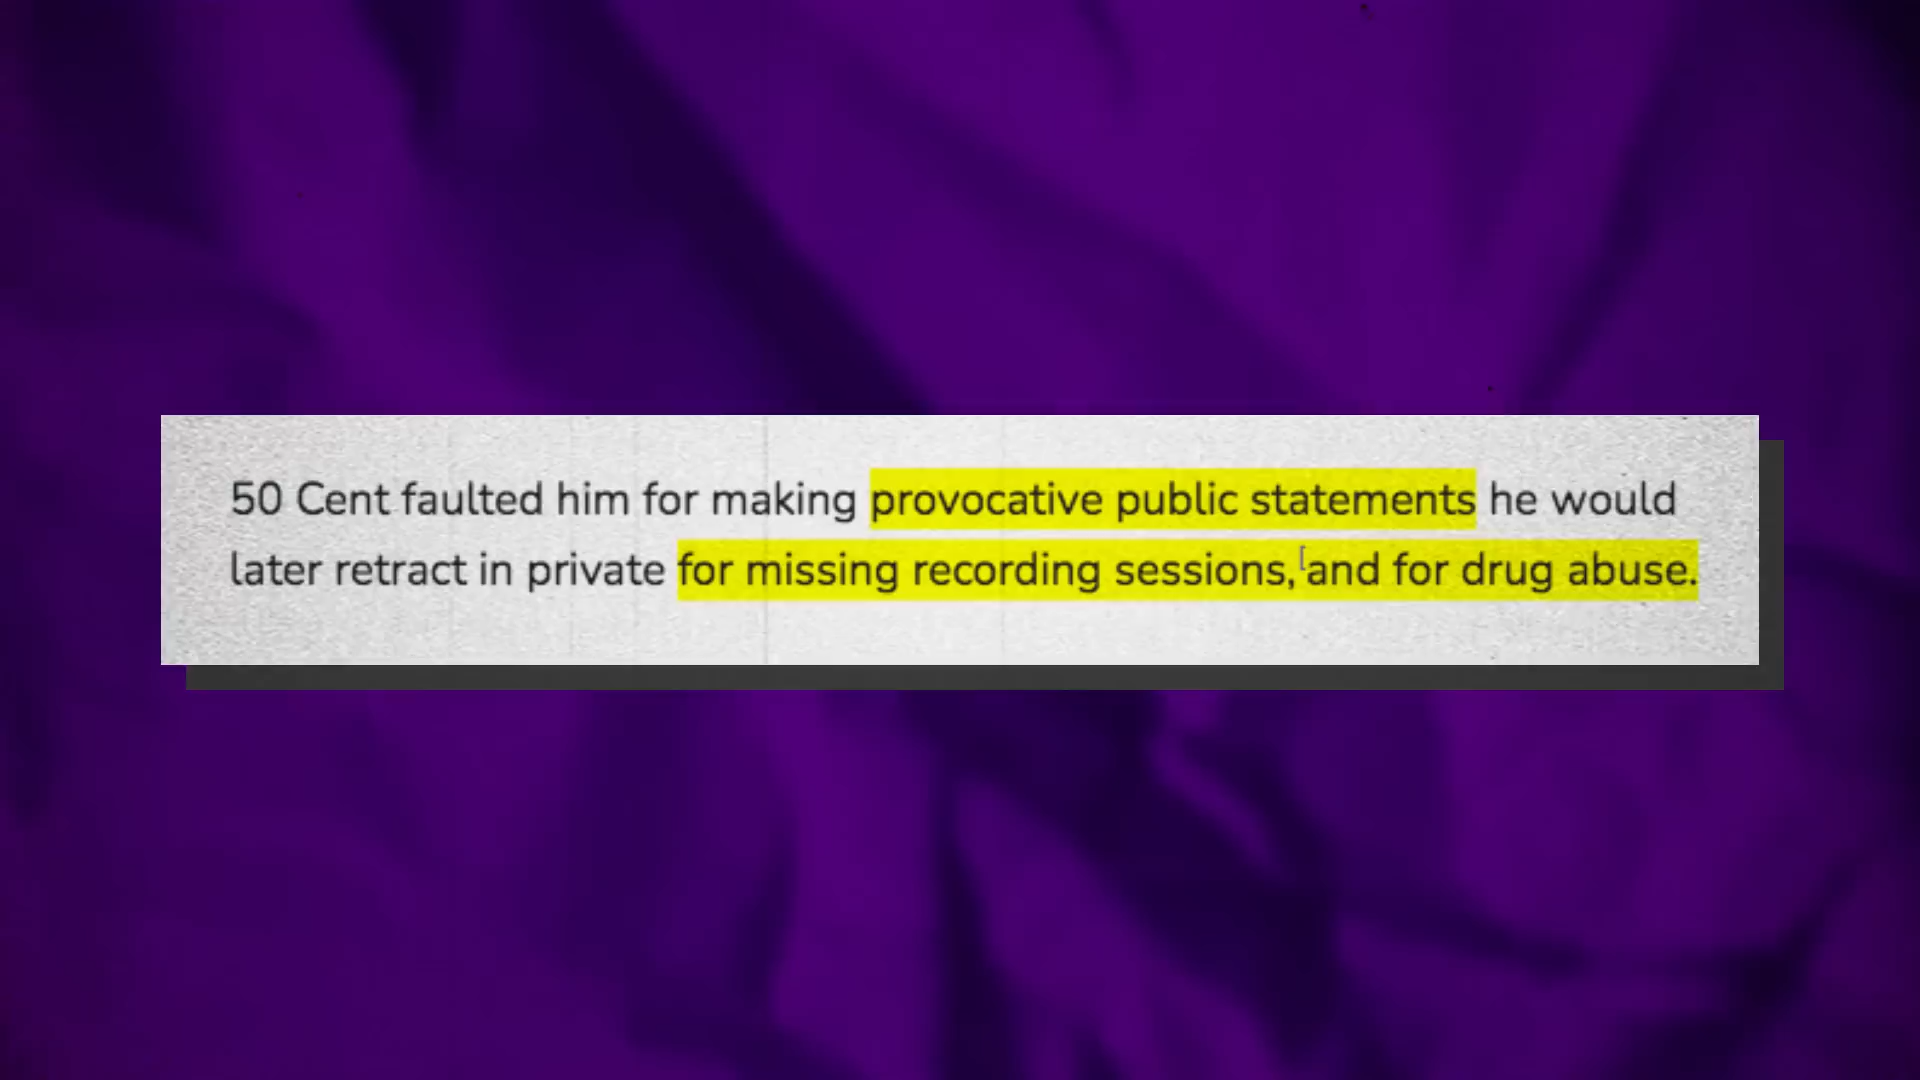 50 Cent faulted him for making provocative public statements he would
later retract in private for missing recording sessions, and for drug abuse.